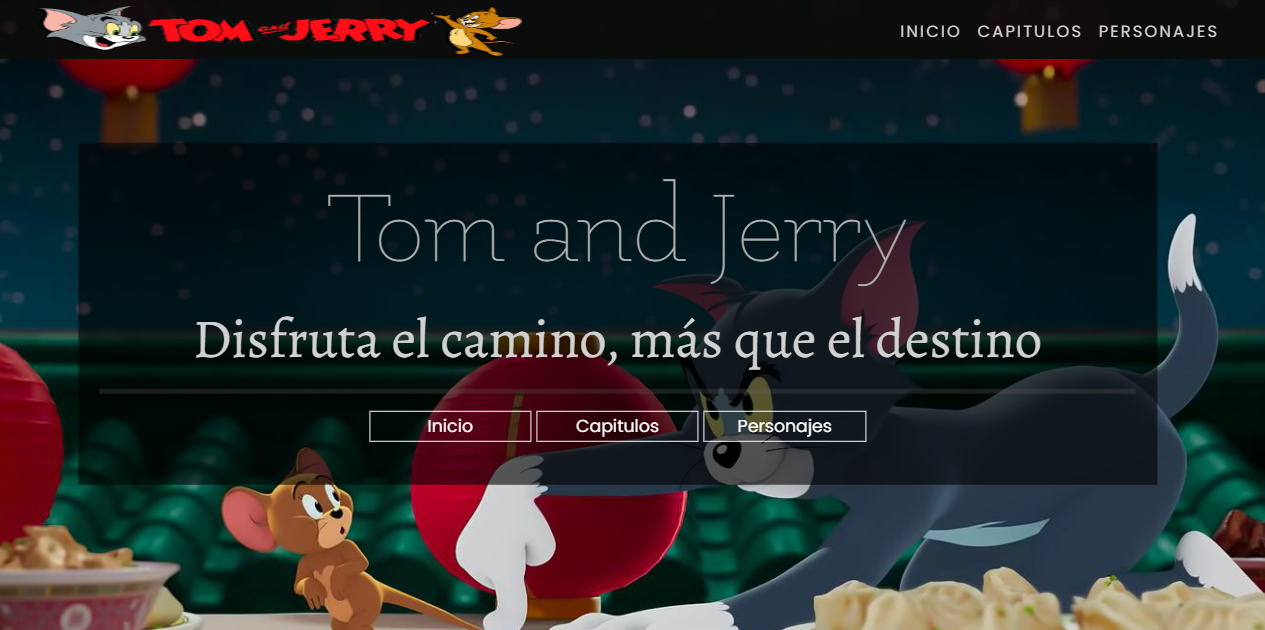 TOM and JERRY
INICIO CAPITULOS PERSONAJES
Tom and Jerry
Disfruta el camino, más que el destino
Inicio Capitulos Personajes